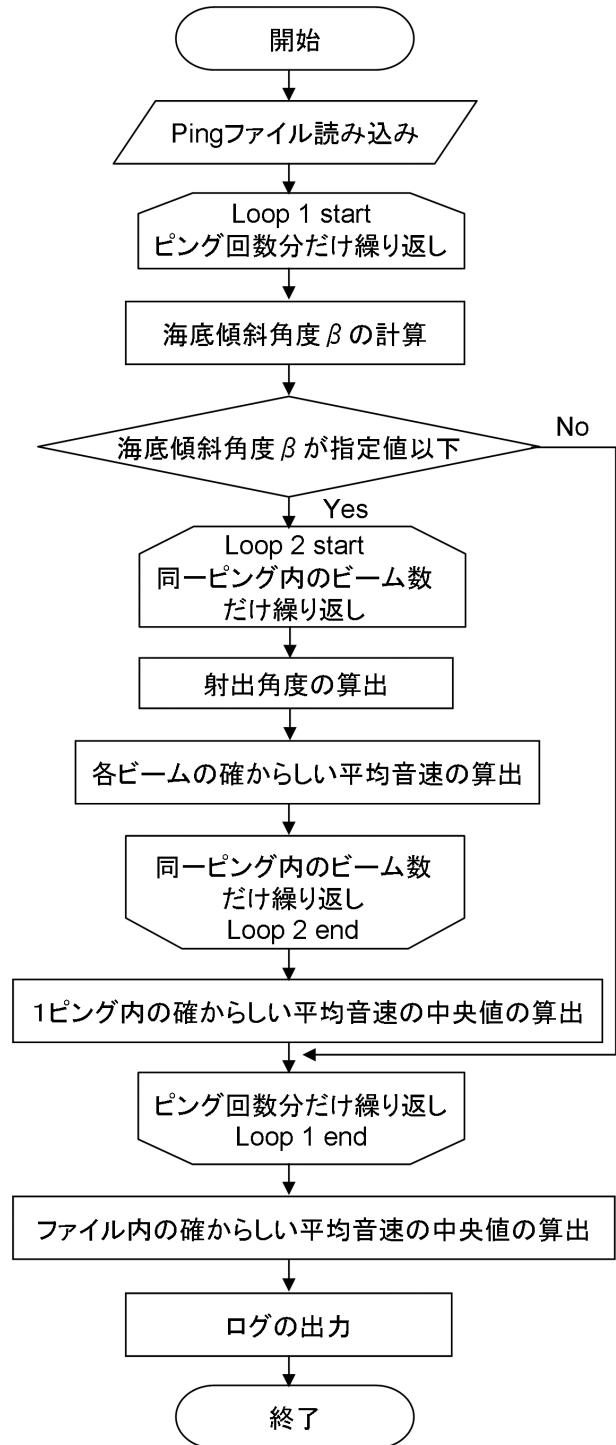 開始
Pingファイル読み込み
Loop 1 start
ピング回数分だけ繰り返し
海底傾斜角度βの計算
海底傾斜角度βが指定値以下
No
Yes
Loop 2 start
同一ピング内のビーム数
だけ繰り返し
射出角度の算出
各ビームの確からしい平均音速の算出
同一ピング内のビーム数
だけ繰り返し
Loop 2 end
1ピング内の確からしい平均音速の中央値の算出
ピング回数分だけ繰り返し
Loop 1 end
ファイル内の確からしい平均音速の中央値の算出
ログの出力
終了